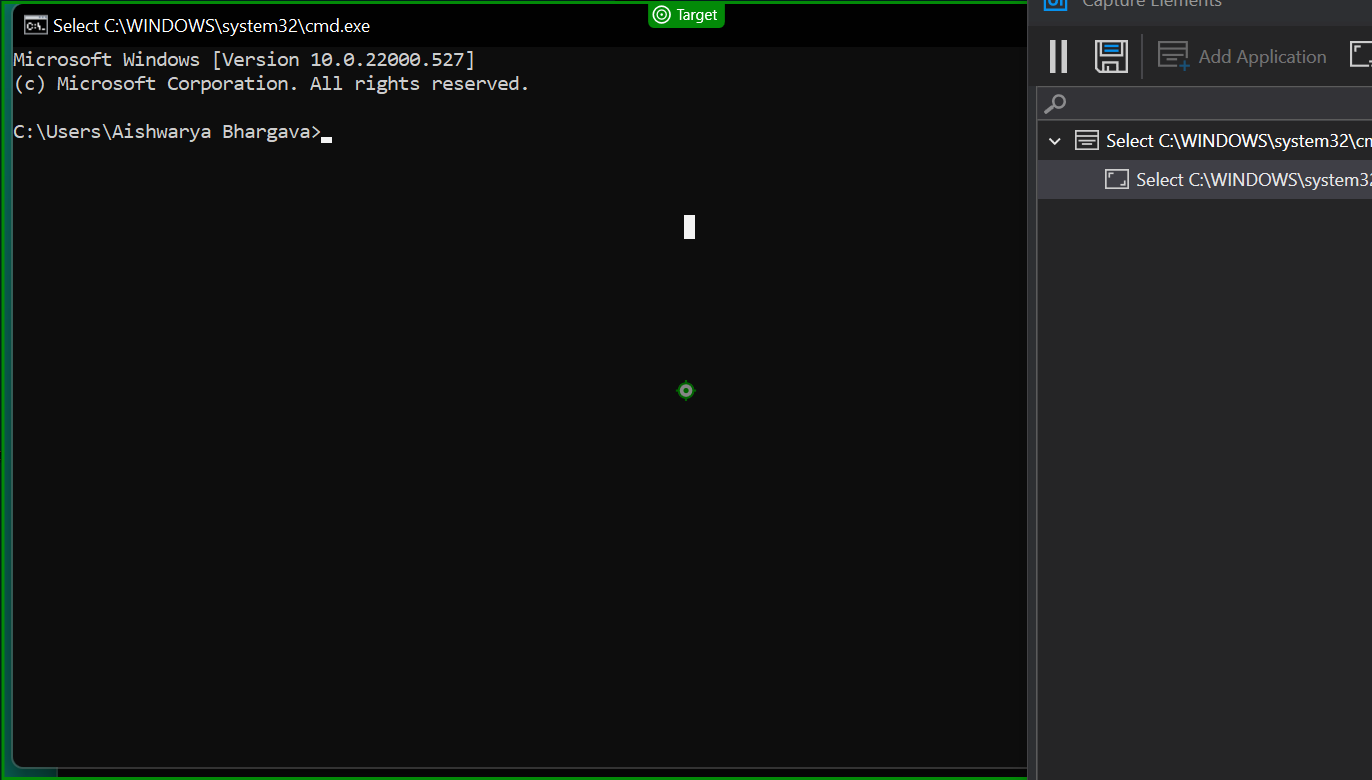 Select C:\WINDOWS\system32\cmd.exe
Target
Microsoft Windows [Version 10.0.22000.527]
(c) Microsoft Corporation. All rights reserved.
C:\Users\Aishwarya Bhargava>
Capture Elements
Add Application
Select C:\WINDOWS\system32\cm
Select C:\WINDOWS\system32